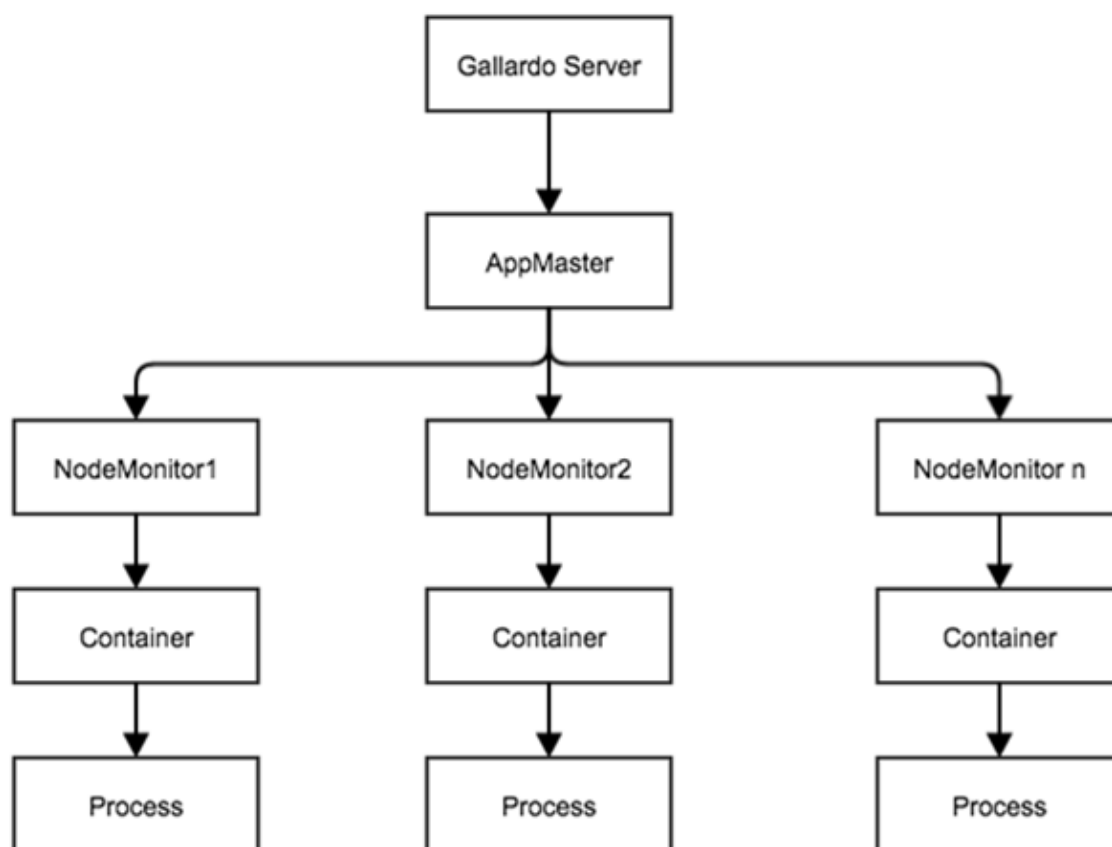 Gallardo Server
AppMaster
NodeMonitor1
NodeMonitor2
NodeMonitor n
Container
Container
Container
Process
Process
Process